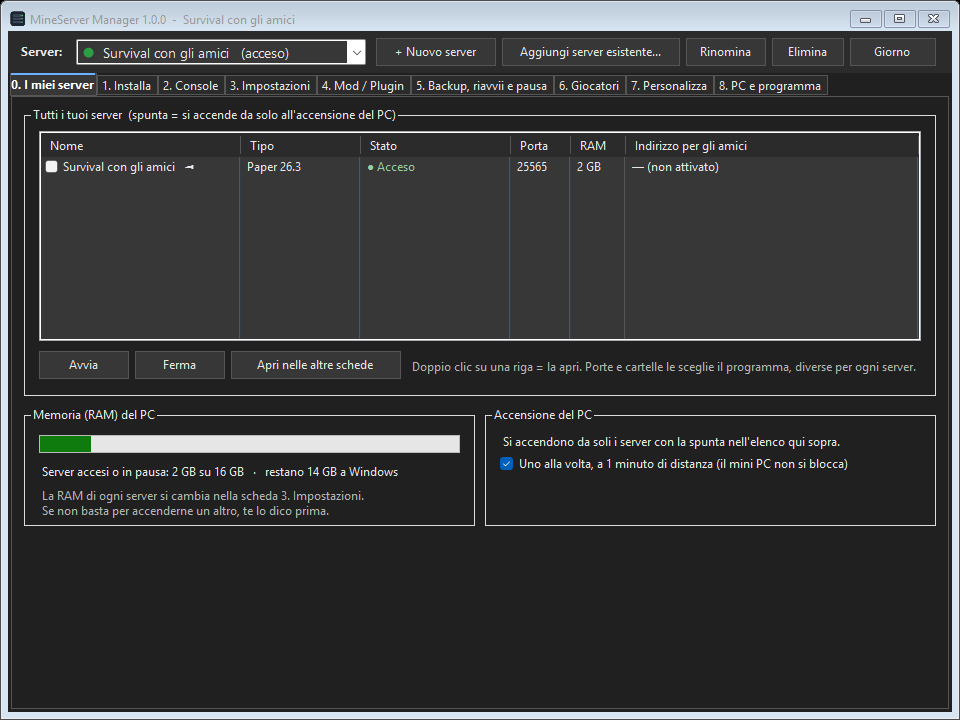 MineServer Manager 1.0.0 - Survival con gli amici
Server: Survival con gli amici (acceso) + Nuovo server Aggiungi server esistente... Rinomina Elimina Giorno
0. I miei server 1. Installa 2. Console 3. Impostazioni 4. Mod / Plugin 5. Backup, riavvii e pausa 6. Giocatori 7. Personalizza 8. PC e programma
Tutti i tuoi server (spunta = si accende da solo all'accensione del PC)
Nome Tipo Stato Porta RAM Indirizzo per gli amici
Survival con gli amici ◄ Paper 26.3 ● Acceso 25565 2 GB — (non attivato)
Avvia Ferma Apri nelle altre schede Doppio clic su una riga = la apri. Porte e cartelle le sceglie il programma, diverse per ogni server.
Memoria (RAM) del PC
Server accesi o in pausa: 2 GB su 16 GB · restano 14 GB a Windows
La RAM di ogni server si cambia nella scheda 3. Impostazioni.
Se non basta per accenderne un altro, te lo dico prima.
Accensione del PC
Si accendono da soli i server con la spunta nell'elenco qui sopra.
Uno alla volta, a 1 minuto di distanza (il mini PC non si blocca)